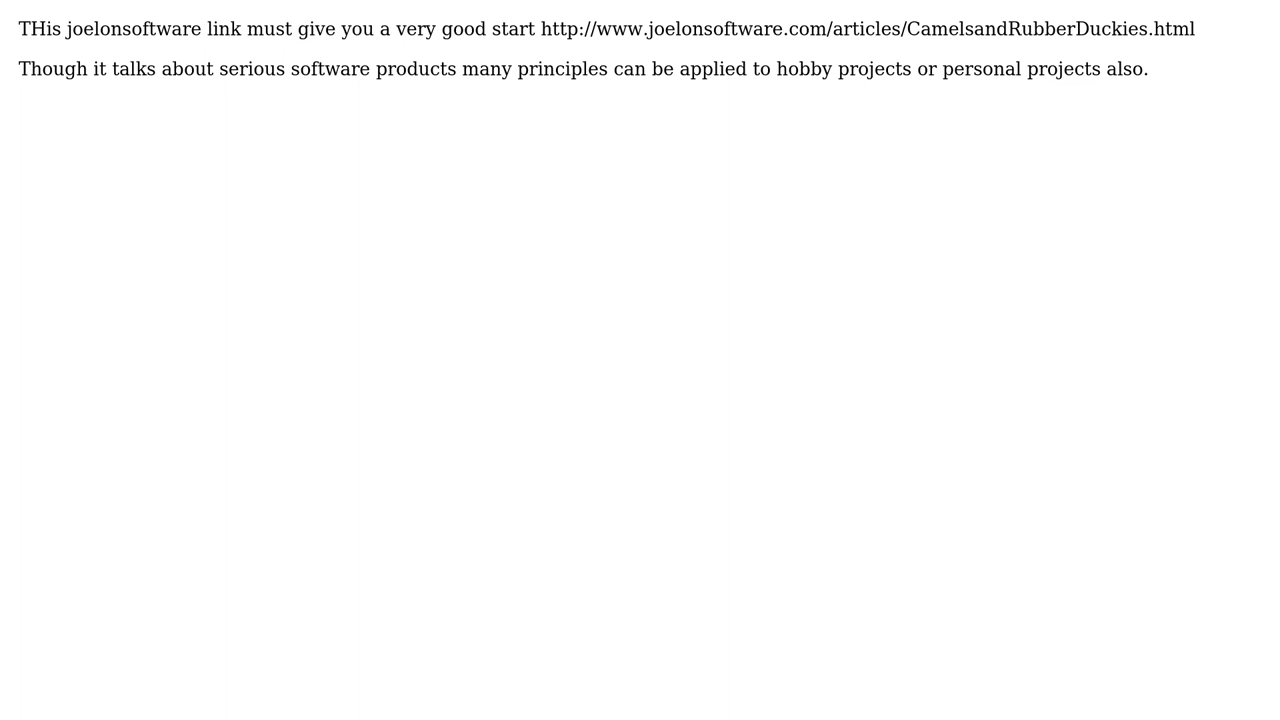 THis joelonsoftware link must give you a very good start http://www.joelonsoftware.com/articles/CamelsandRubberDuckies.html
Though it talks about serious software products many principles can be applied to hobby projects or personal projects also.